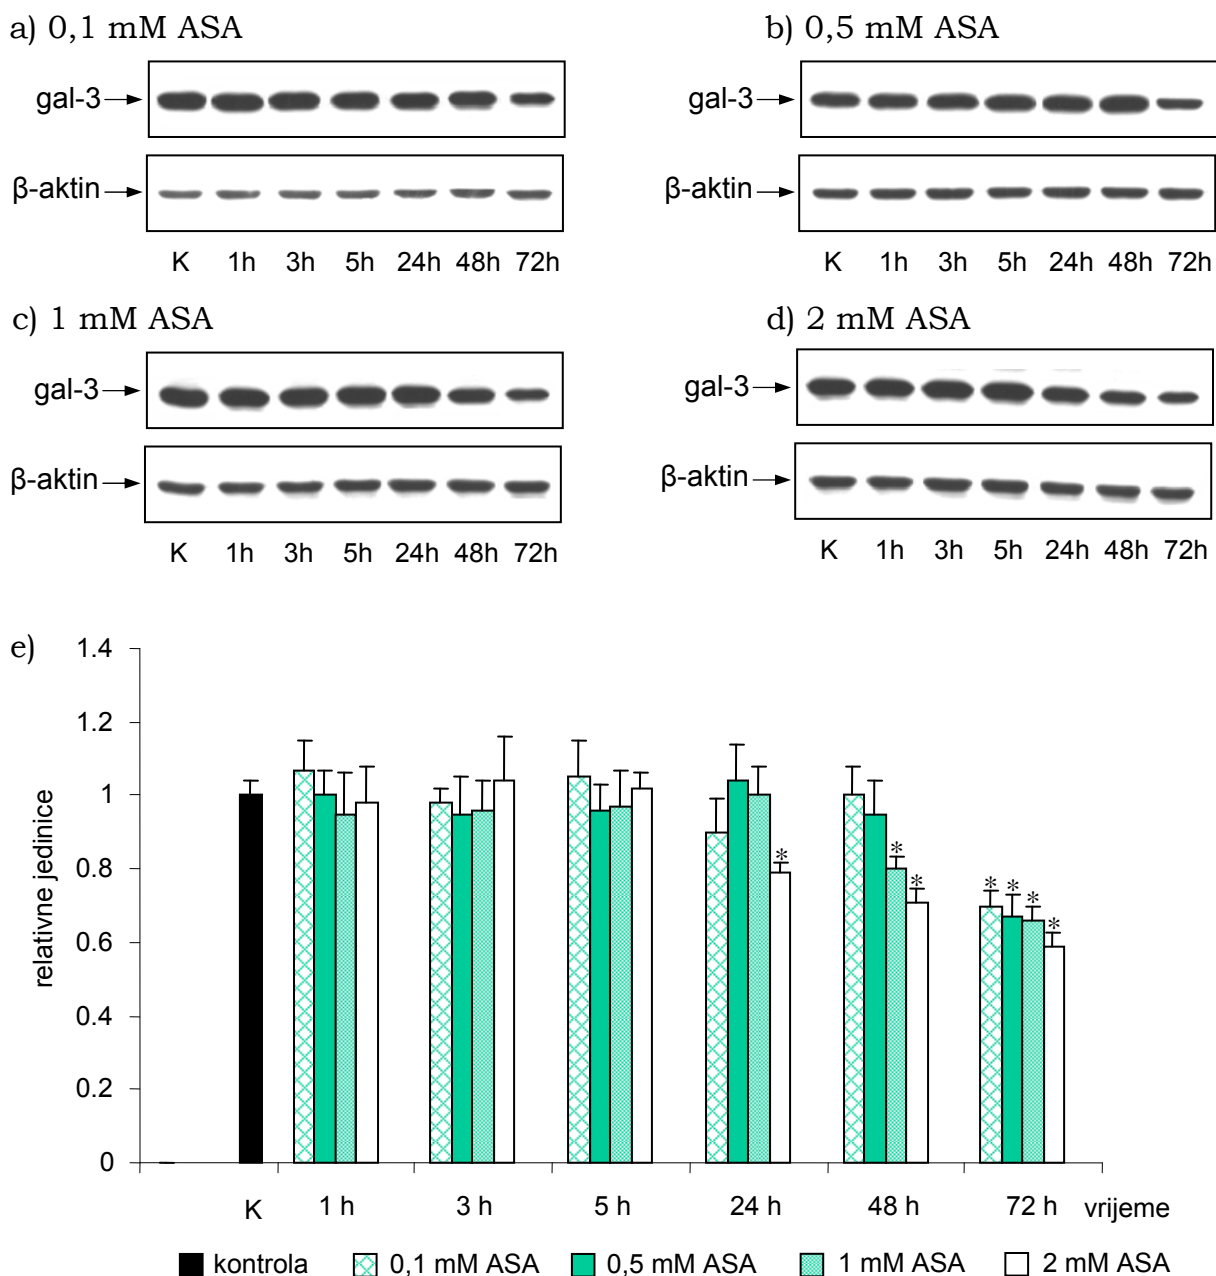 a) 0,1 mM ASA
gal-3
β-aktin
K 1h 3h 5h 24h 48h 72h
b) 0,5 mM ASA
gal-3
β-aktin
K 1h 3h 5h 24h 48h 72h
c) 1 mM ASA
gal-3
β-aktin
K 1h 3h 5h 24h 48h 72h
d) 2 mM ASA
gal-3
β-aktin
K 1h 3h 5h 24h 48h 72h
e)
relativne jedinice
1.4
1.2
1
0.8
0.6
0.4
0.2
0
* * * * * * *
K 1 h 3 h 5 h 24 h 48 h 72 h vrijeme
kontrola 0,1 mM ASA 0,5 mM ASA 1 mM ASA 2 mM ASA